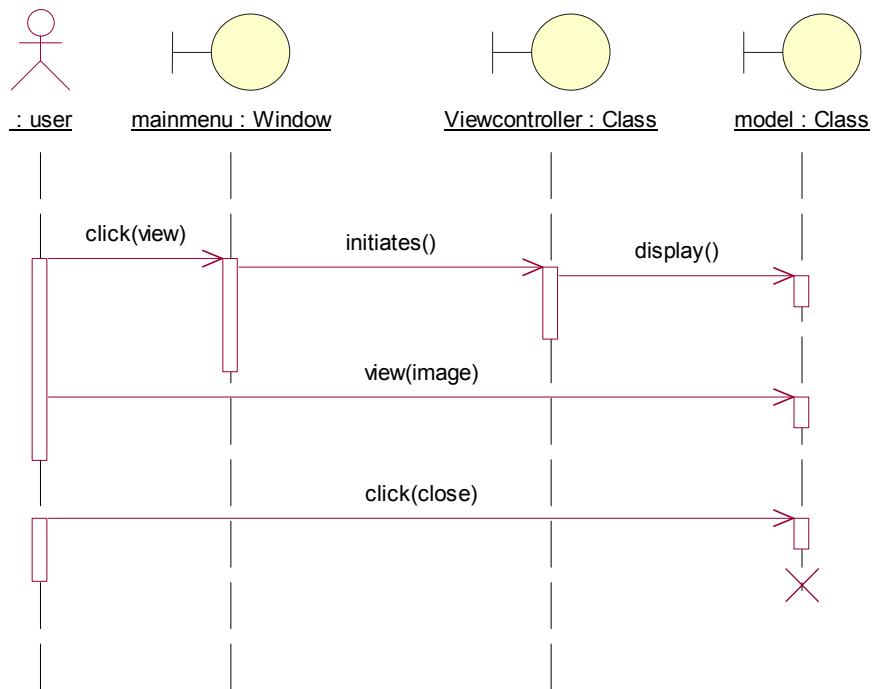 : user
mainmenu : Window
Viewcontroller : Class
model : Class
click(view)
initiates()
display()
view(image)
click(close)